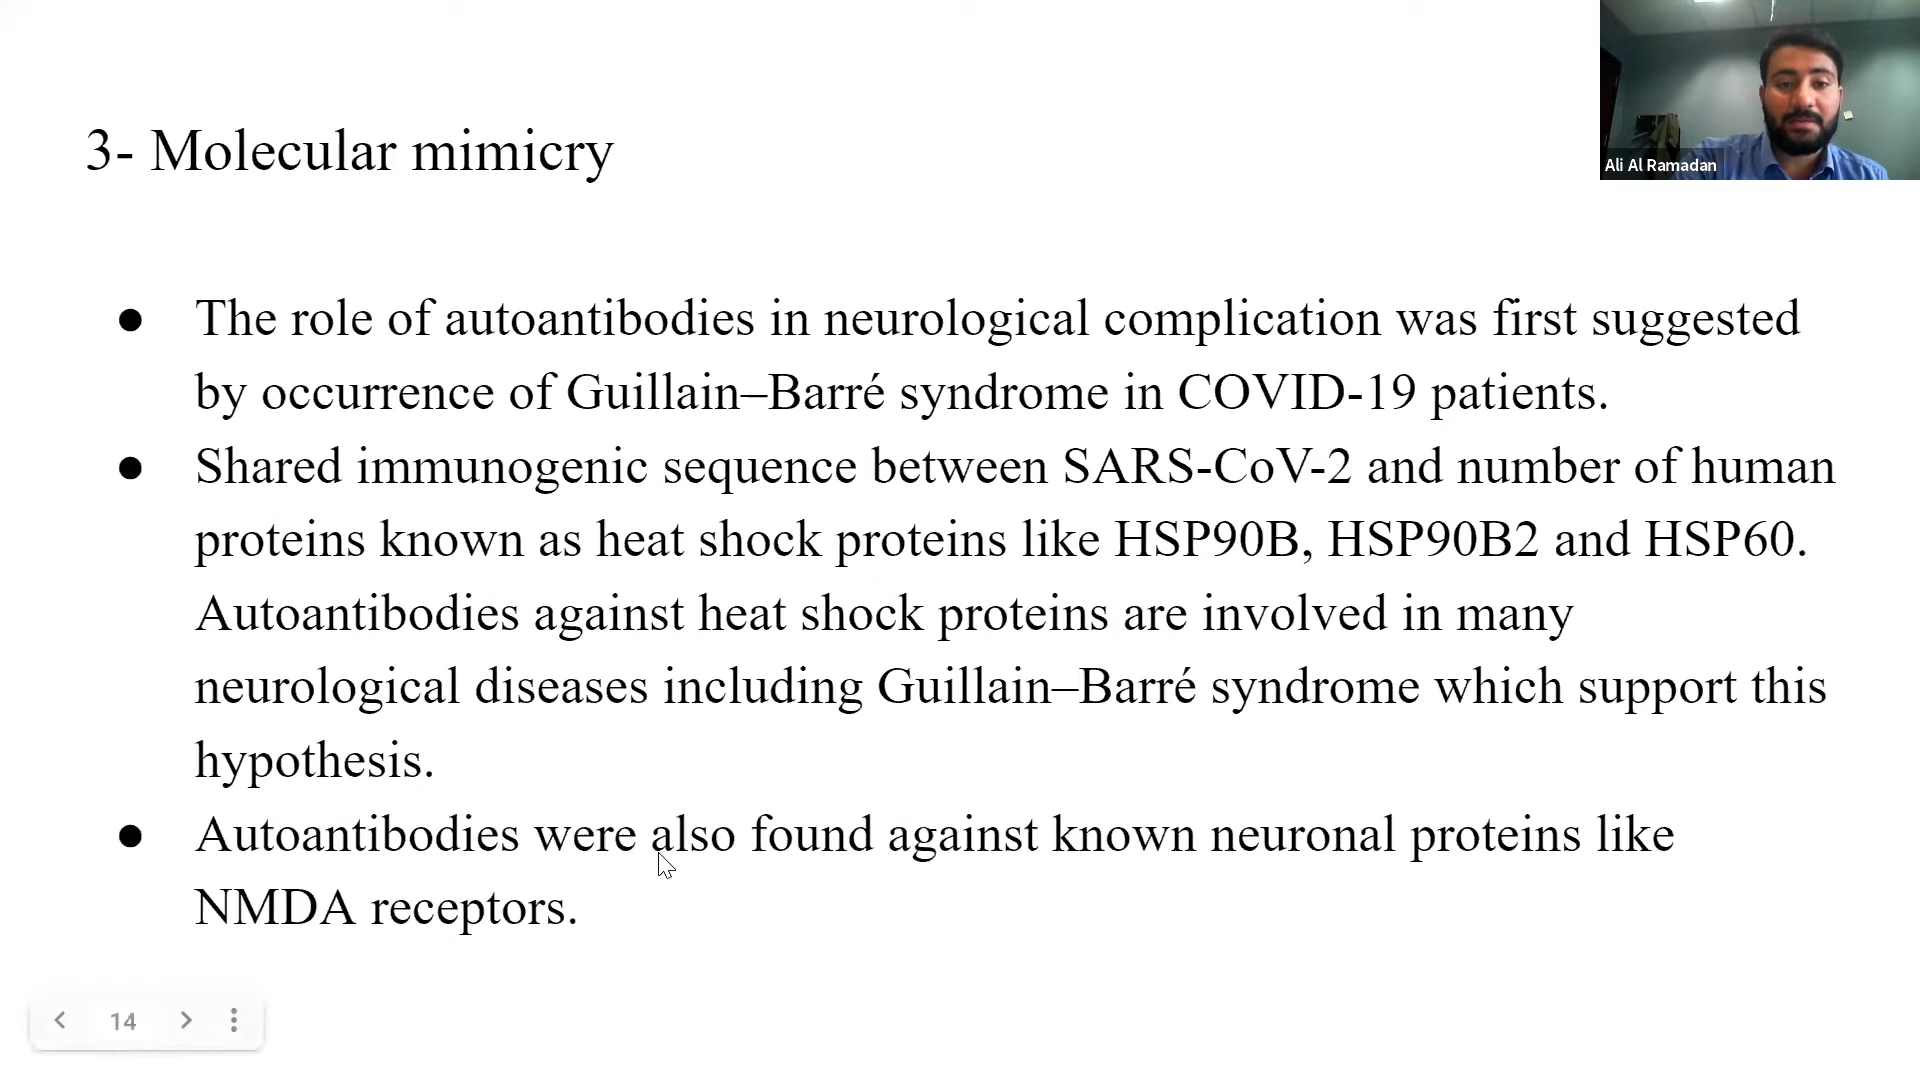 Ali Al Ramadan
3- Molecular mimicry
● The role of autoantibodies in neurological complication was first suggested
by occurrence of Guillain–Barré syndrome in COVID-19 patients.
● Shared immunogenic sequence between SARS-CoV-2 and number of human
proteins known as heat shock proteins like HSP90B, HSP90B2 and HSP60.
Autoantibodies against heat shock proteins are involved in many
neurological diseases including Guillain–Barré syndrome which support this
hypothesis.
● Autoantibodies were also found against known neuronal proteins like
NMDA receptors.
14